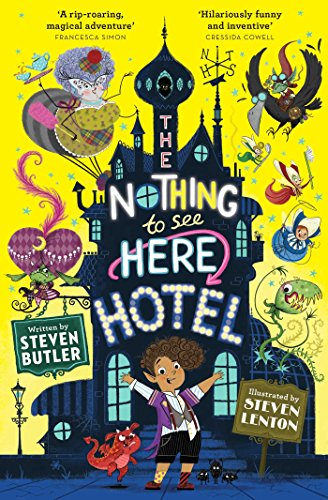 ‘A rip-roaring,
magical adventure’
FRANCESCA SIMON
‘Hilariously funny
and inventive’
CRESSIDA COWELL
N
H T
S
THE
NOTHING
to see
HERE
HOTEL
Written by
STEVEN
BUTLER
Illustrated by
STEVEN
LENTON